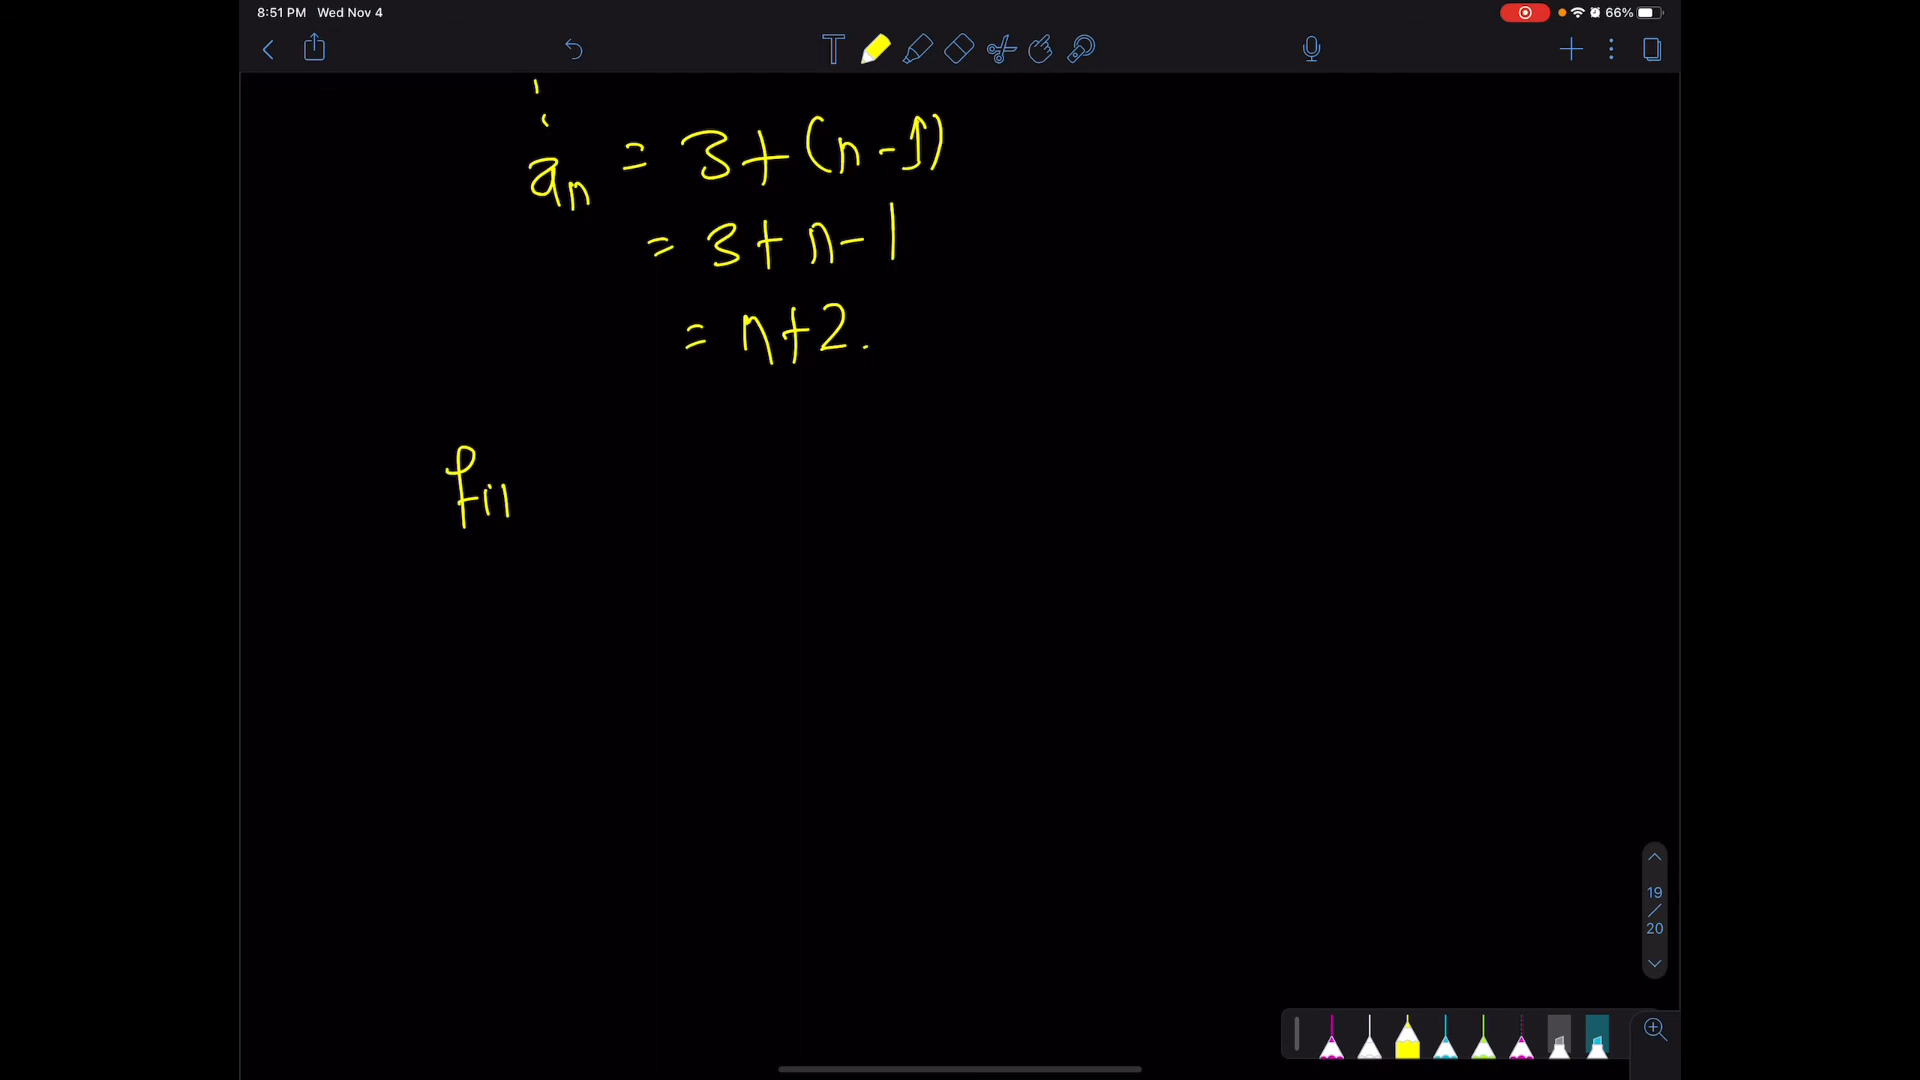 8:51 PM Wed Nov 4 66%
T
aₙ = 3+(n-1)
= 3+n-1
= n+2.
19
/
20